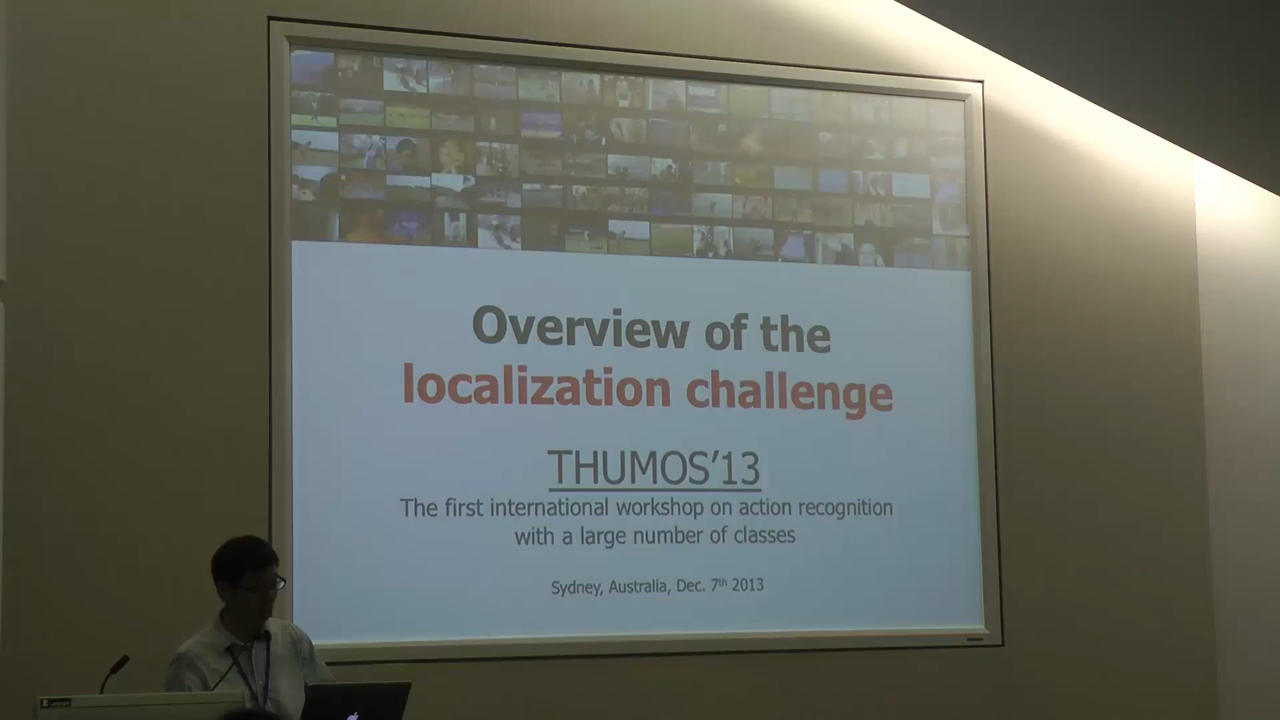 Overview of the
localization challenge
THUMOS'13
The first international workshop on action recognition
with a large number of classes
Sydney, Australia, Dec. 7th 2013